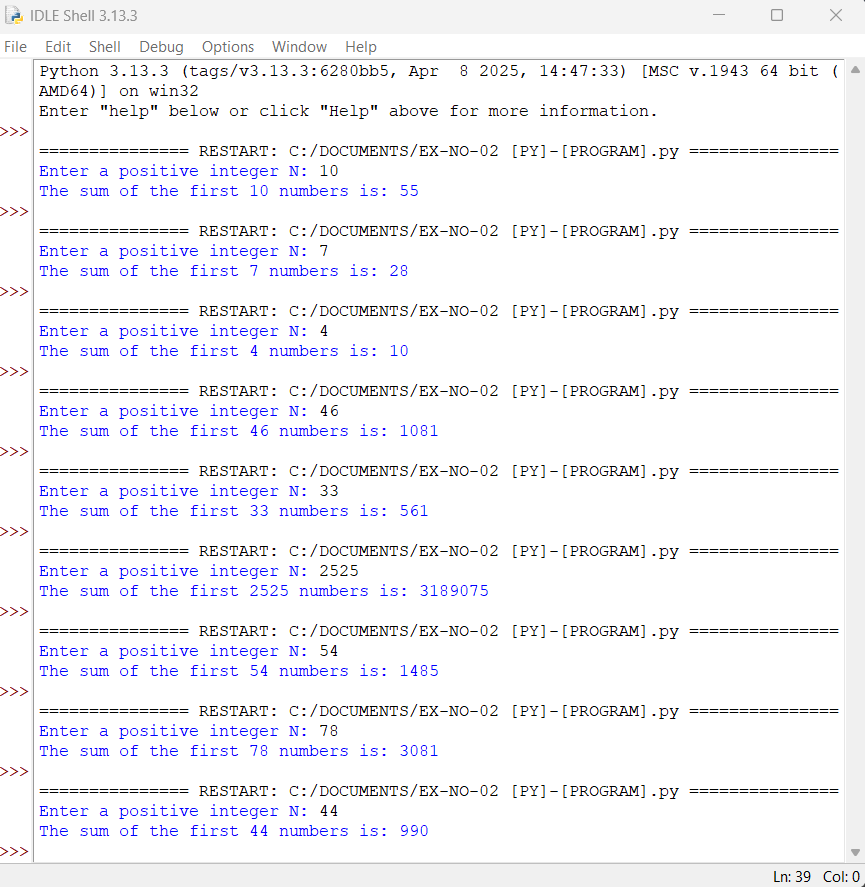 IDLE Shell 3.13.3
File Edit Shell Debug Options Window Help
Python 3.13.3 (tags/v3.13.3:6280bb5, Apr  8 2025, 14:47:33) [MSC v.1943 64 bit (
AMD64)] on win32
Enter "help" below or click "Help" above for more information.
>>>
=============== RESTART: C:/DOCUMENTS/EX-NO-02 [PY]-[PROGRAM].py ===============
Enter a positive integer N: 10
The sum of the first 10 numbers is: 55
>>>
=============== RESTART: C:/DOCUMENTS/EX-NO-02 [PY]-[PROGRAM].py ===============
Enter a positive integer N: 7
The sum of the first 7 numbers is: 28
>>>
=============== RESTART: C:/DOCUMENTS/EX-NO-02 [PY]-[PROGRAM].py ===============
Enter a positive integer N: 4
The sum of the first 4 numbers is: 10
>>>
=============== RESTART: C:/DOCUMENTS/EX-NO-02 [PY]-[PROGRAM].py ===============
Enter a positive integer N: 46
The sum of the first 46 numbers is: 1081
>>>
=============== RESTART: C:/DOCUMENTS/EX-NO-02 [PY]-[PROGRAM].py ===============
Enter a positive integer N: 33
The sum of the first 33 numbers is: 561
>>>
=============== RESTART: C:/DOCUMENTS/EX-NO-02 [PY]-[PROGRAM].py ===============
Enter a positive integer N: 2525
The sum of the first 2525 numbers is: 3189075
>>>
=============== RESTART: C:/DOCUMENTS/EX-NO-02 [PY]-[PROGRAM].py ===============
Enter a positive integer N: 54
The sum of the first 54 numbers is: 1485
>>>
=============== RESTART: C:/DOCUMENTS/EX-NO-02 [PY]-[PROGRAM].py ===============
Enter a positive integer N: 78
The sum of the first 78 numbers is: 3081
>>>
=============== RESTART: C:/DOCUMENTS/EX-NO-02 [PY]-[PROGRAM].py ===============
Enter a positive integer N: 44
The sum of the first 44 numbers is: 990
>>>
Ln: 39 Col: 0